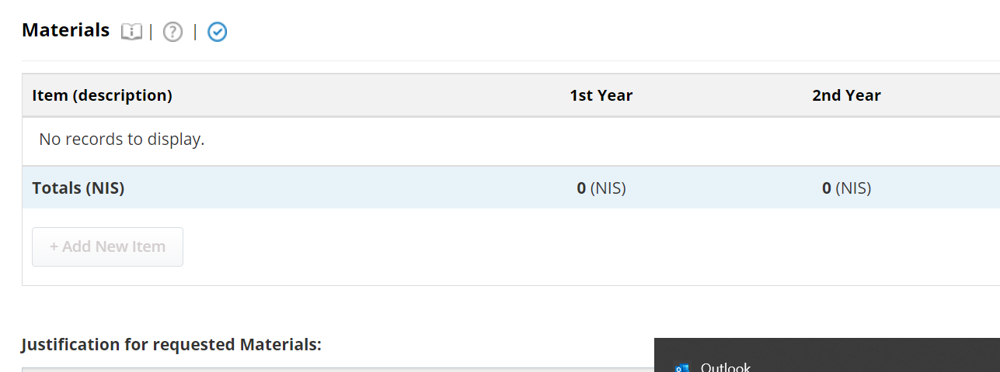 Materials
Item (description) 1st Year 2nd Year
No records to display.
Totals (NIS) 0 (NIS) 0 (NIS)
+ Add New Item
Justification for requested Materials:
Outlook